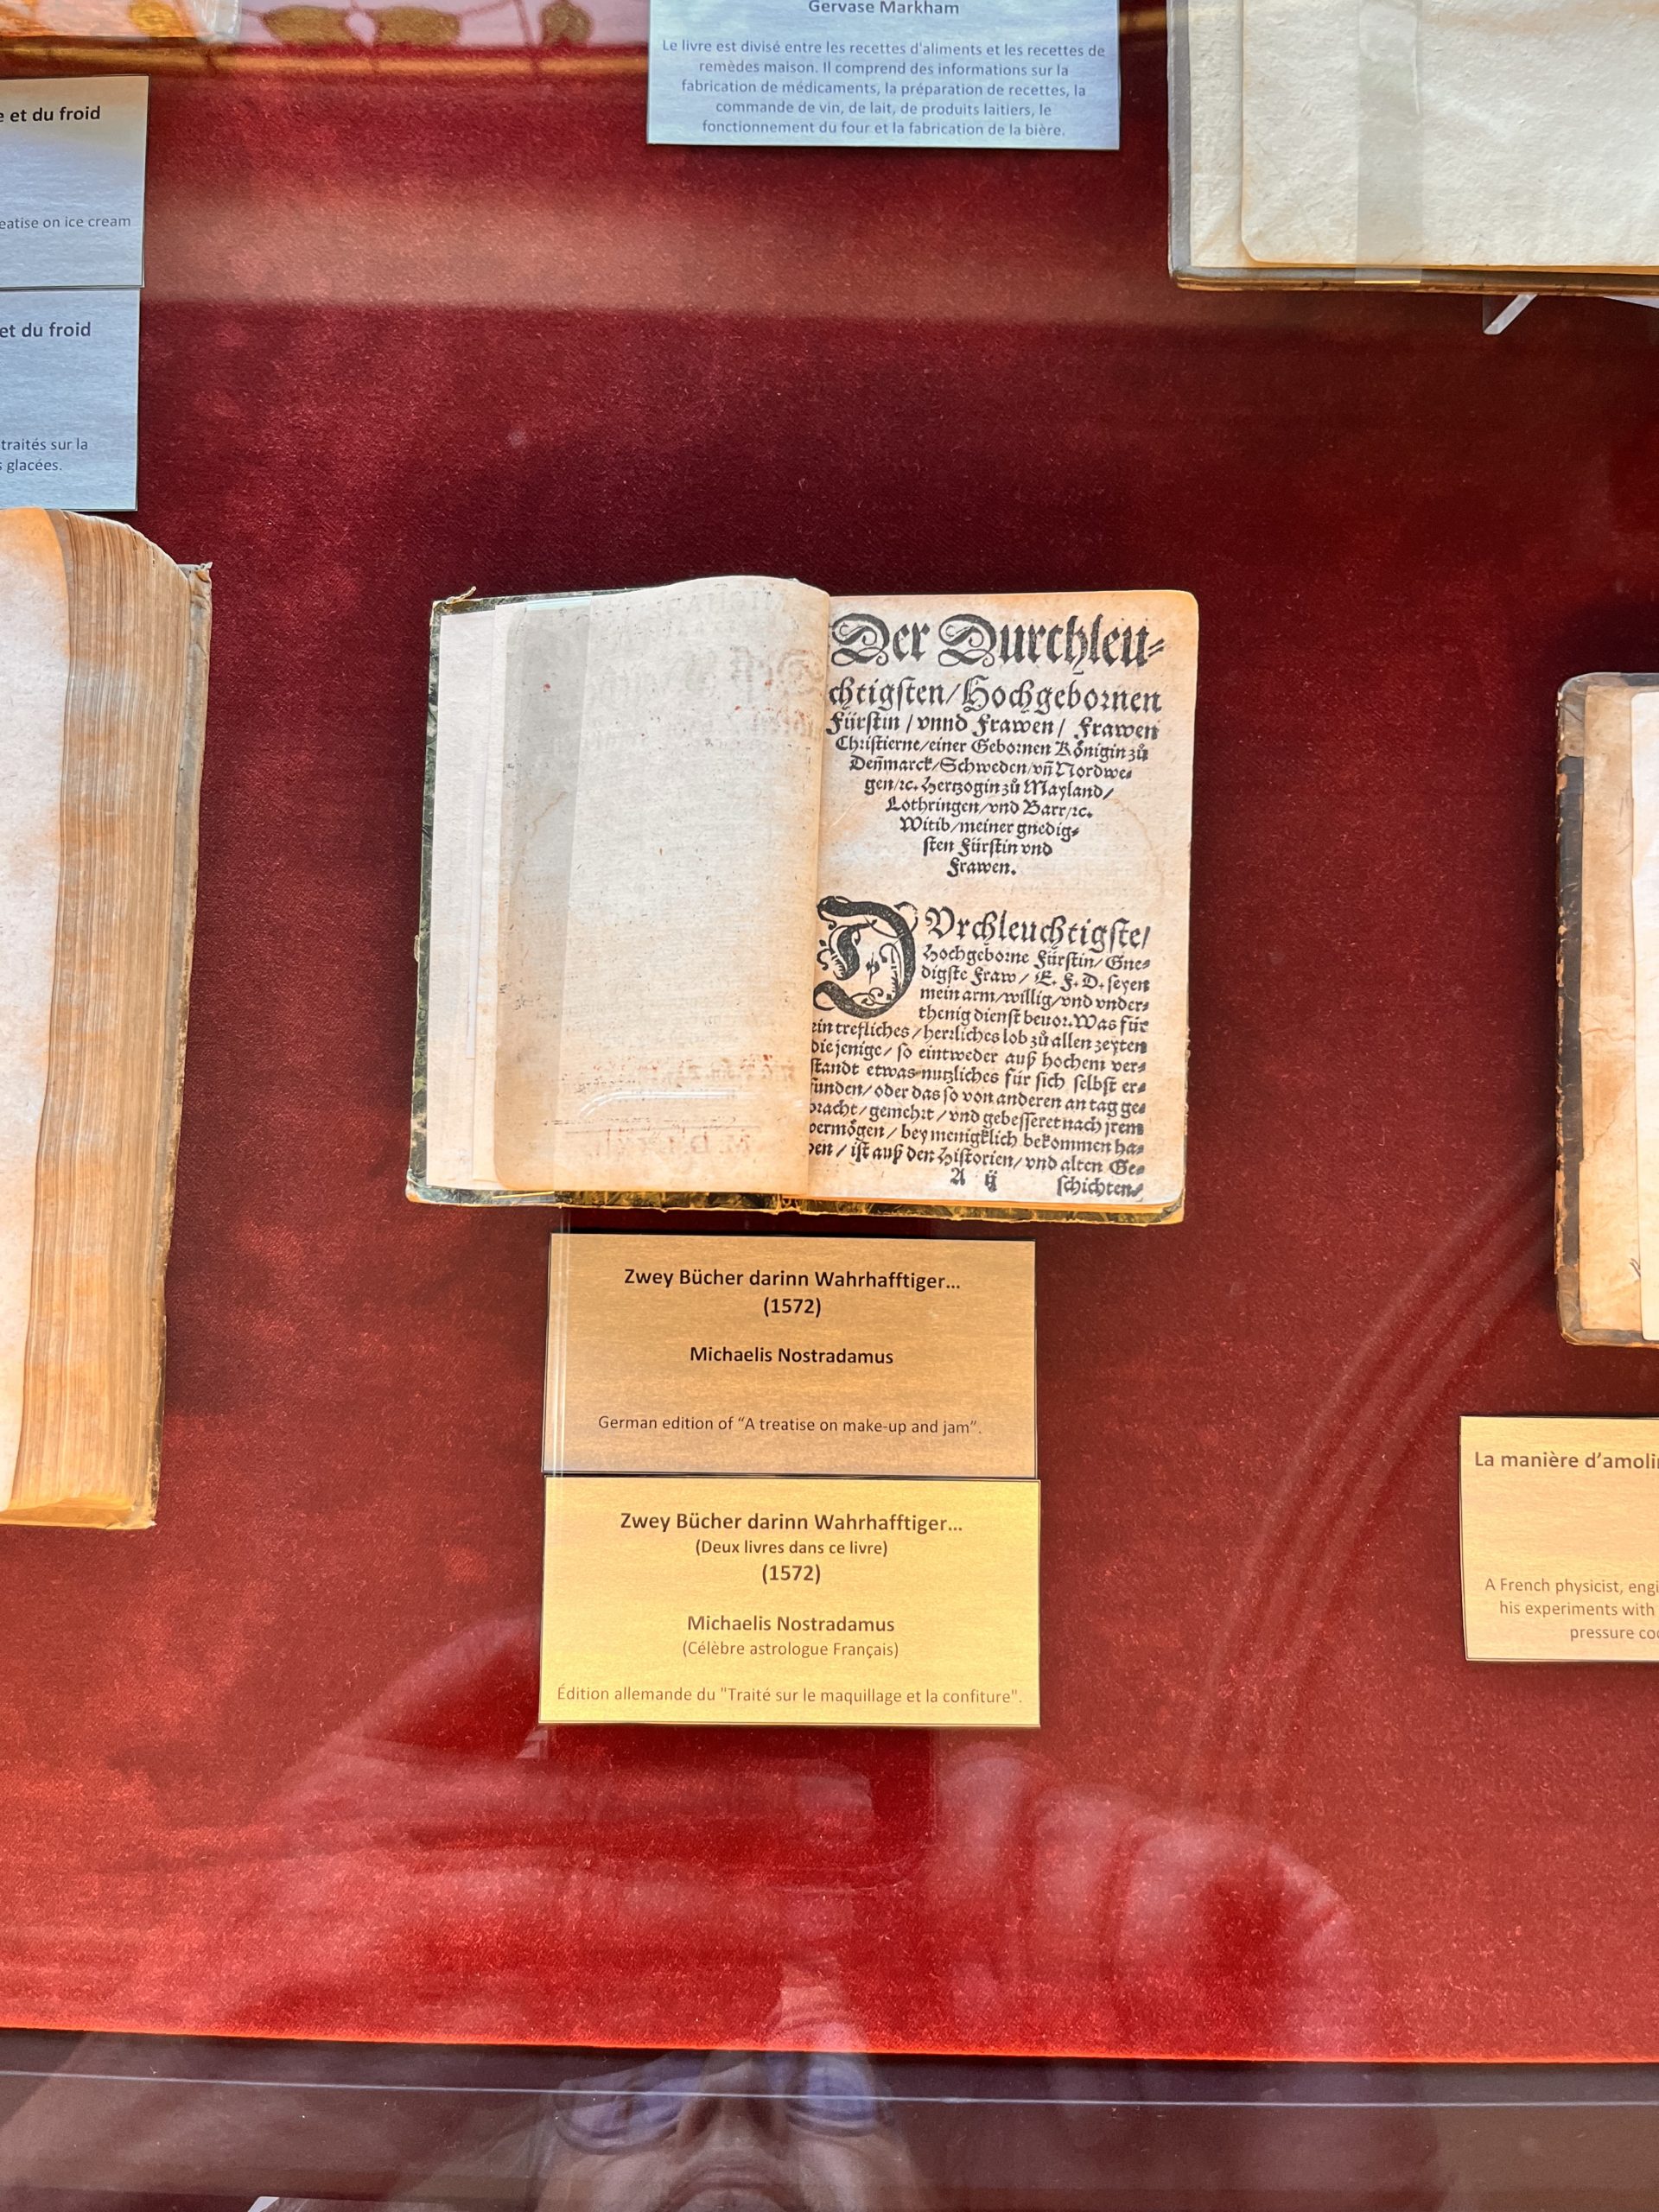 Gervase Markham
Le livre est divisé entre les recettes d'aliments et les recettes de
remèdes maison. Il comprend des informations sur la
fabrication de médicaments, la préparation de recettes, la
commande de vin, de lait, de produits laitiers, le
fonctionnement du four et la fabrication de la bière.
e et du froid
eatise on ice cream
et du froid
traités sur la
s glacées.
Der Durchleu-
chtigsten/Hochgebornen
Fürstin/vnnd Frawen/ Frawen
Christierne/einer Gebornen Königin zů
Deñmarck/Schweden/vñ Nordwe-
gen/ꝛc. Hertzogin zů Mayland/
Lothringen/vnd Barr/ꝛc.
Witib/meiner gnedig-
sten Fürstin vnd
Frawen.
DVrchleuchtigste/
Hochgeborne Fürstin/Gne-
digste Fraw/ E. F. D. seyen
mein arm/willig/vnd vnder-
thenig dienst beuor. Was für
ein trefliches/herrliches lob zů allen zeyten
die jenige/ so eintweder auß hochem ver-
standt etwas nutzliches für sich selbst er-
funden/oder das so von anderen an tag ge-
bracht/gemehrt/vnd gebesseret nach jrem
vermögen/bey menigklich bekommen ha-
ben/ist auß den Historien/vnd alten Ge-
A ij schichten/
Zwey Bücher darinn Wahrhafftiger...
(1572)
Michaelis Nostradamus
German edition of “A treatise on make-up and jam”.
Zwey Bücher darinn Wahrhafftiger...
(Deux livres dans ce livre)
(1572)
Michaelis Nostradamus
(Célèbre astrologue Français)
Édition allemande du "Traité sur le maquillage et la confiture".
La manière d’amolir
A French physicist, engi
his experiments with
pressure coo